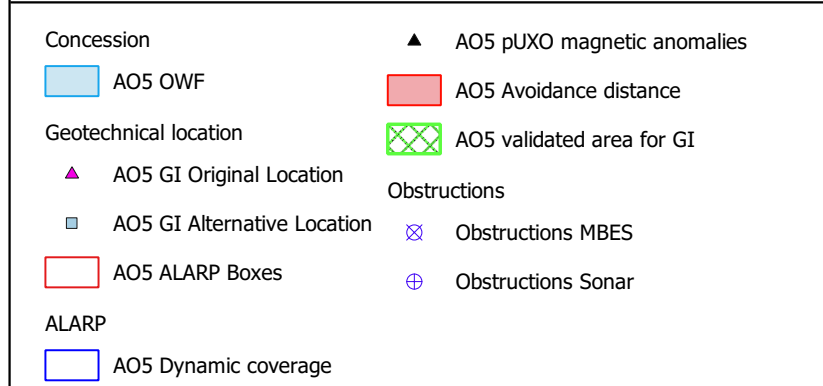 Concession
AO5 OWF
Geotechnical location
AO5 GI Original Location
AO5 GI Alternative Location
AO5 ALARP Boxes
ALARP
AO5 Dynamic coverage
AO5 pUXO magnetic anomalies
AO5 Avoidance distance
AO5 validated area for GI
Obstructions
Obstructions MBES
Obstructions Sonar